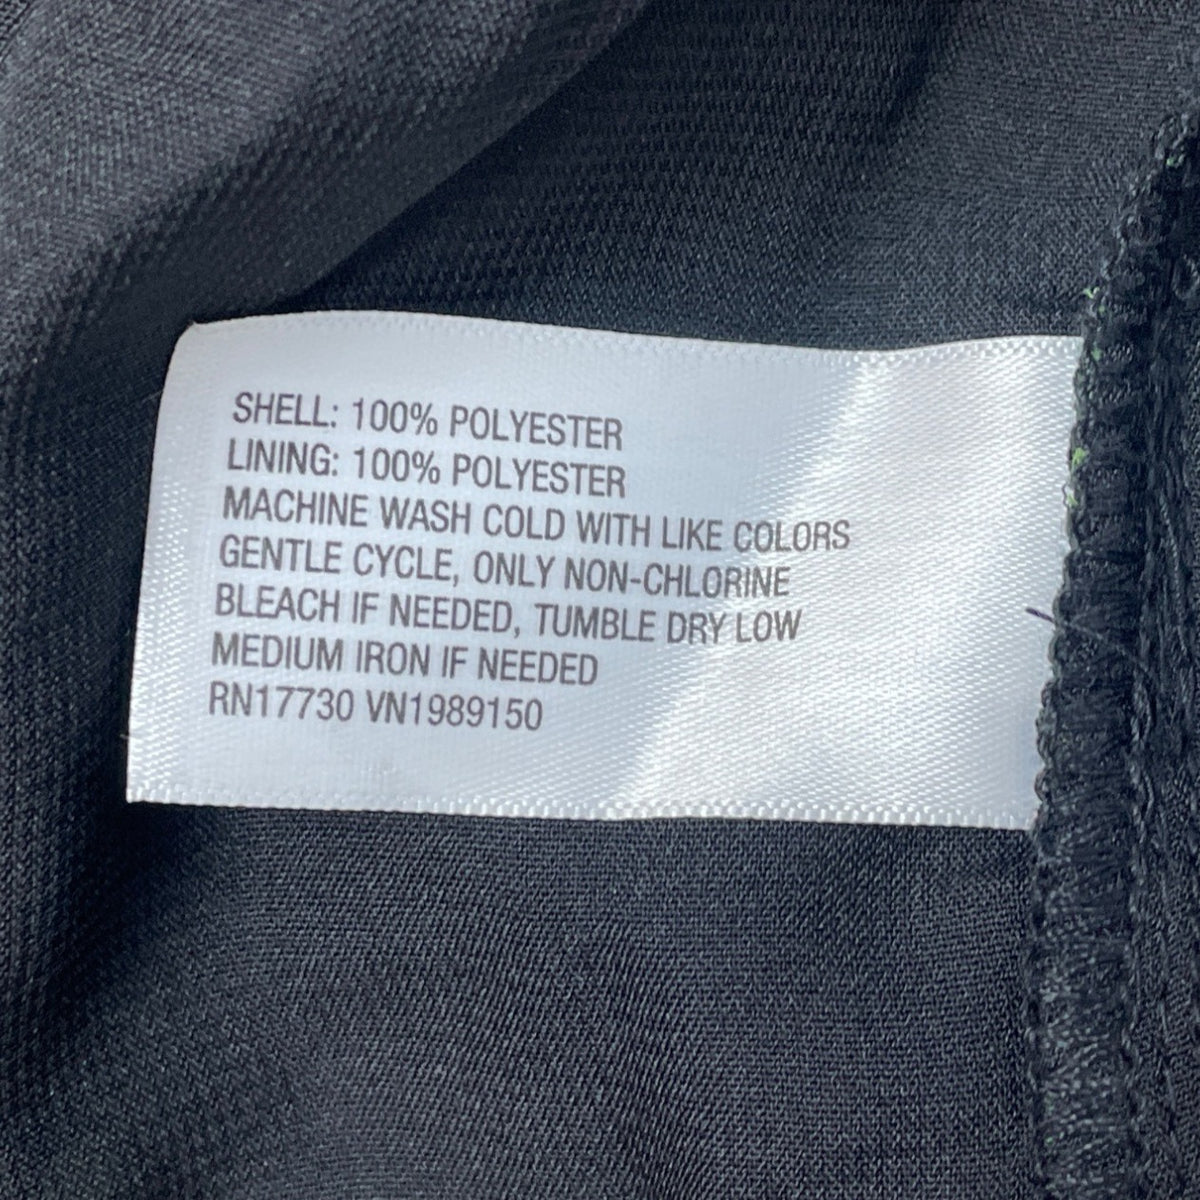 SHELL: 100% POLYESTER
LINING: 100% POLYESTER
MACHINE WASH COLD WITH LIKE COLORS
GENTLE CYCLE, ONLY NON-CHLORINE
BLEACH IF NEEDED, TUMBLE DRY LOW
MEDIUM IRON IF NEEDED
RN17730 VN1989150